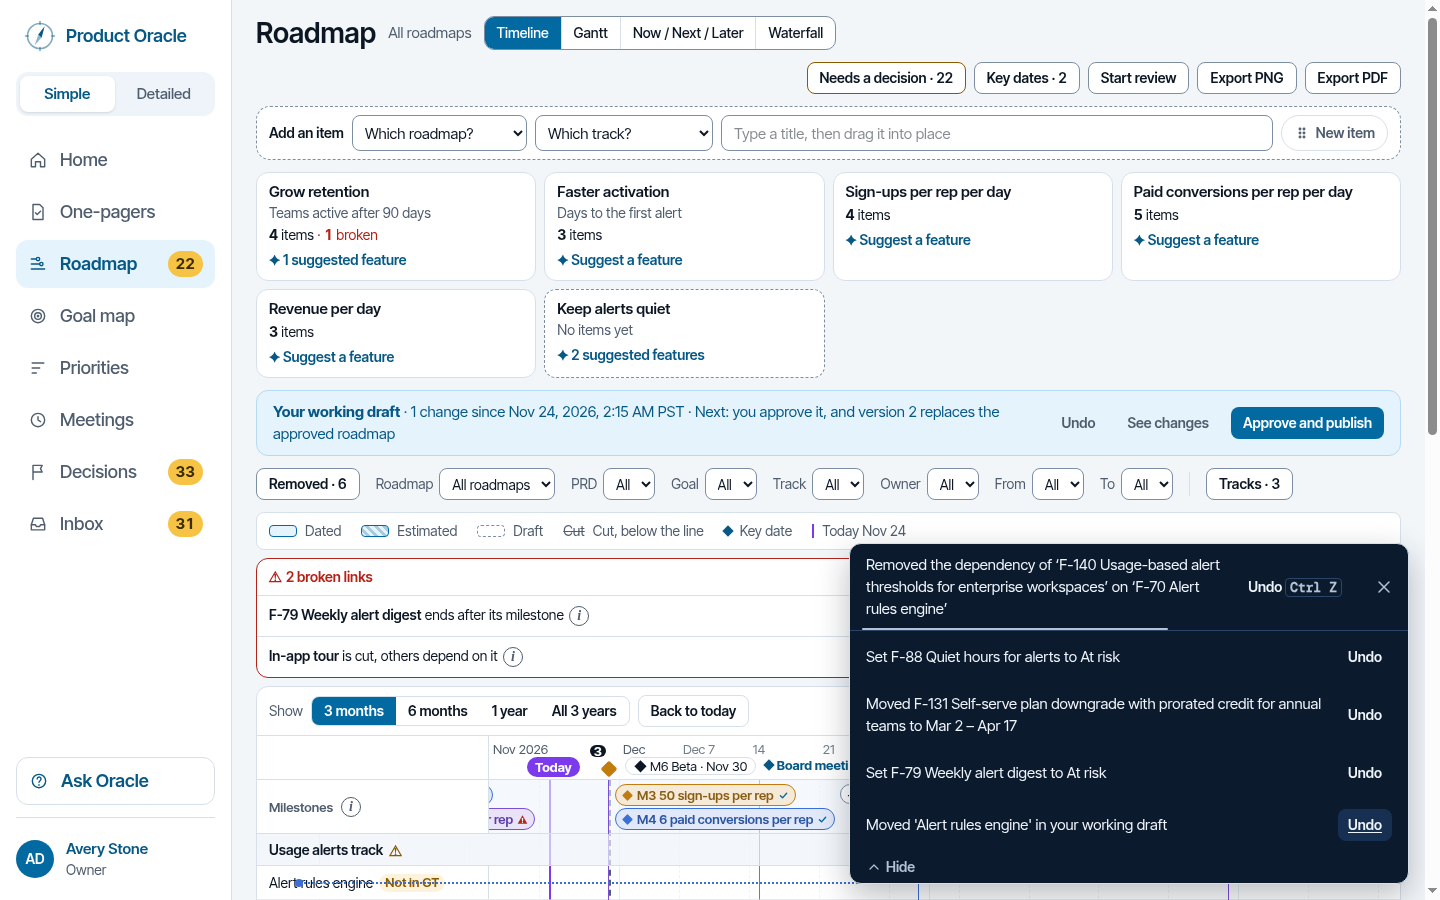 Product Oracle
Simple
Detailed
Home
One-pagers
Roadmap
22
Goal map
Priorities
Meetings
Decisions
33
Inbox
31
Ask Oracle
AD
Avery Stone
Owner
Roadmap
All roadmaps
Timeline
Gantt
Now / Next / Later
Waterfall
Needs a decision · 22
Key dates · 2
Start review
Export PNG
Export PDF
Add an item
Which roadmap?
Which track?
Type a title, then drag it into place
New item
Grow retention
Teams active after 90 days
4 items · 1 broken
1 suggested feature
Faster activation
Days to the first alert
3 items
Suggest a feature
Sign-ups per rep per day
4 items
Suggest a feature
Paid conversions per rep per day
5 items
Suggest a feature
Revenue per day
3 items
Suggest a feature
Keep alerts quiet
No items yet
2 suggested features
Your working draft · 1 change since Nov 24, 2026, 2:15 AM PST · Next: you approve it, and version 2 replaces the
approved roadmap
Undo
See changes
Approve and publish
Removed · 6
Roadmap
All roadmaps
PRD
All
Goal
All
Track
All
Owner
All
From
All
To
All
Tracks · 3
Dated
Estimated
Draft
Cut
Cut, below the line
Key date
Today Nov 24
2 broken links
F-79 Weekly alert digest ends after its milestone
i
In-app tour is cut, others depend on it
i
Show
3 months
6 months
1 year
All 3 years
Back to today
Nov 2026
3
Dec
Dec 7
14
21
Today
M6 Beta · Nov 30
Board meeti
Milestones
i
M3 50 sign-ups per rep
rep
M4 6 paid conversions per rep
Usage alerts track
Alert rules engine
Not in GT
Removed the dependency of ‘F-140 Usage-based alert
thresholds for enterprise workspaces’ on ‘F-70 Alert
rules engine’
Undo
Ctrl Z
Set F-88 Quiet hours for alerts to At risk
Undo
Moved F-131 Self-serve plan downgrade with prorated credit for annual
teams to Mar 2 – Apr 17
Undo
Set F-79 Weekly alert digest to At risk
Undo
Moved 'Alert rules engine' in your working draft
Undo
Hide